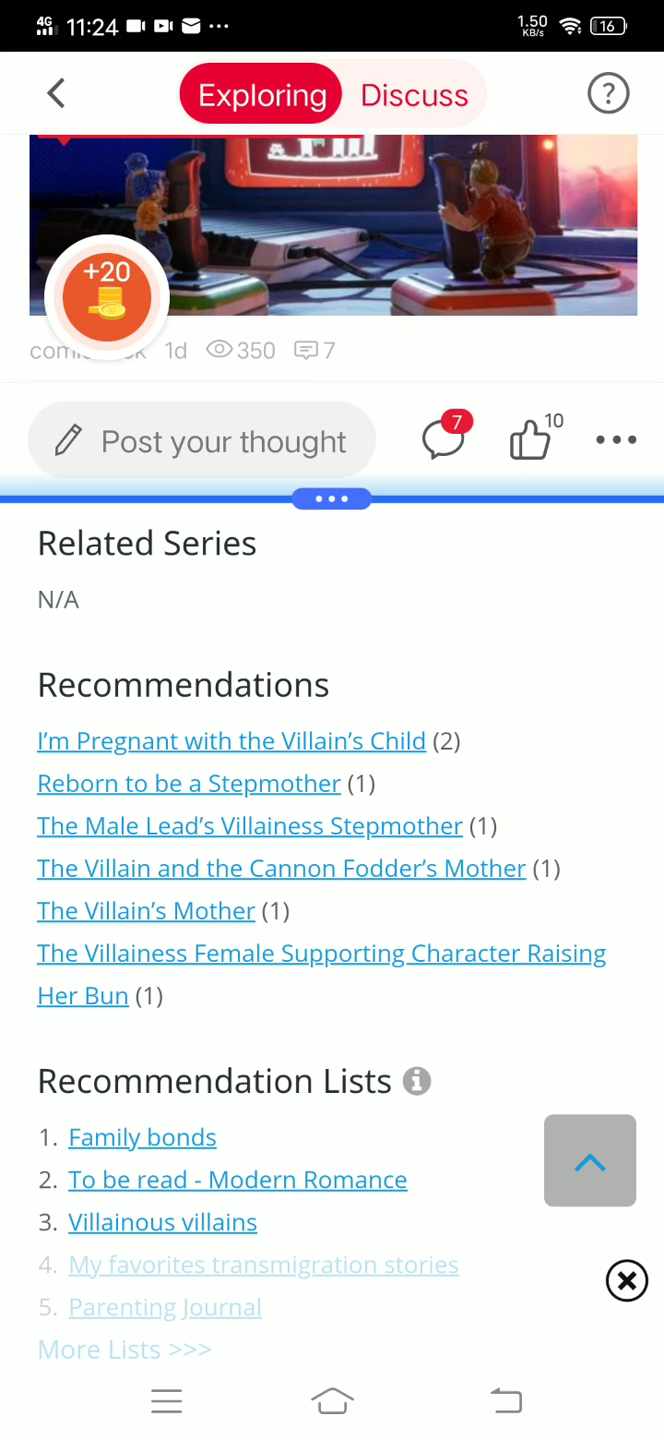 4G 11:24 1.50 KB/s 16
Exploring Discuss ?
+20
1d 350 7
Post your thought 7 10
Related Series
N/A
Recommendations
I'm Pregnant with the Villain's Child (2)
Reborn to be a Stepmother (1)
The Male Lead's Villainess Stepmother (1)
The Villain and the Cannon Fodder's Mother (1)
The Villain's Mother (1)
The Villainess Female Supporting Character Raising
Her Bun (1)
Recommendation Lists i
1. Family bonds
2. To be read - Modern Romance
3. Villainous villains
4. My favorites transmigration stories
5. Parenting Journal
More Lists >>>